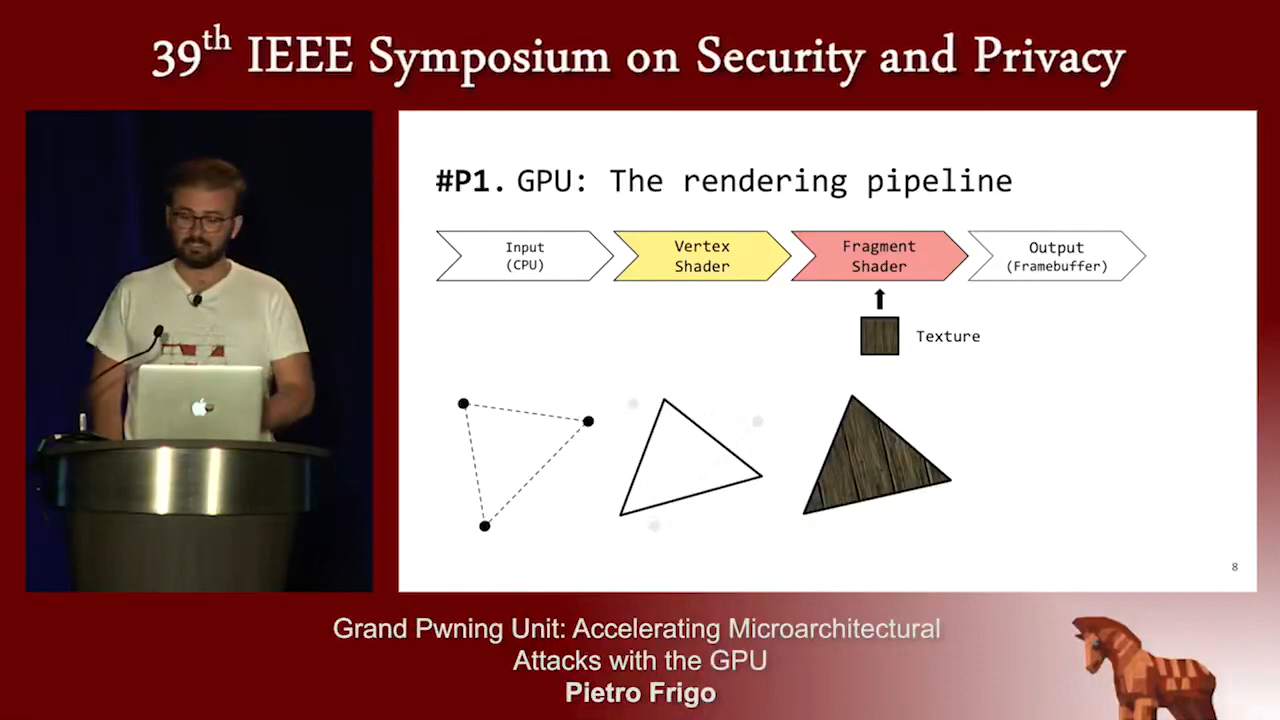 39th IEEE Symposium on Security and Privacy
#P1. GPU: The rendering pipeline
Input
(CPU)
Vertex
Shader
Fragment
Shader
Output
(Framebuffer)
Texture
8
Grand Pwning Unit: Accelerating Microarchitectural
Attacks with the GPU
Pietro Frigo